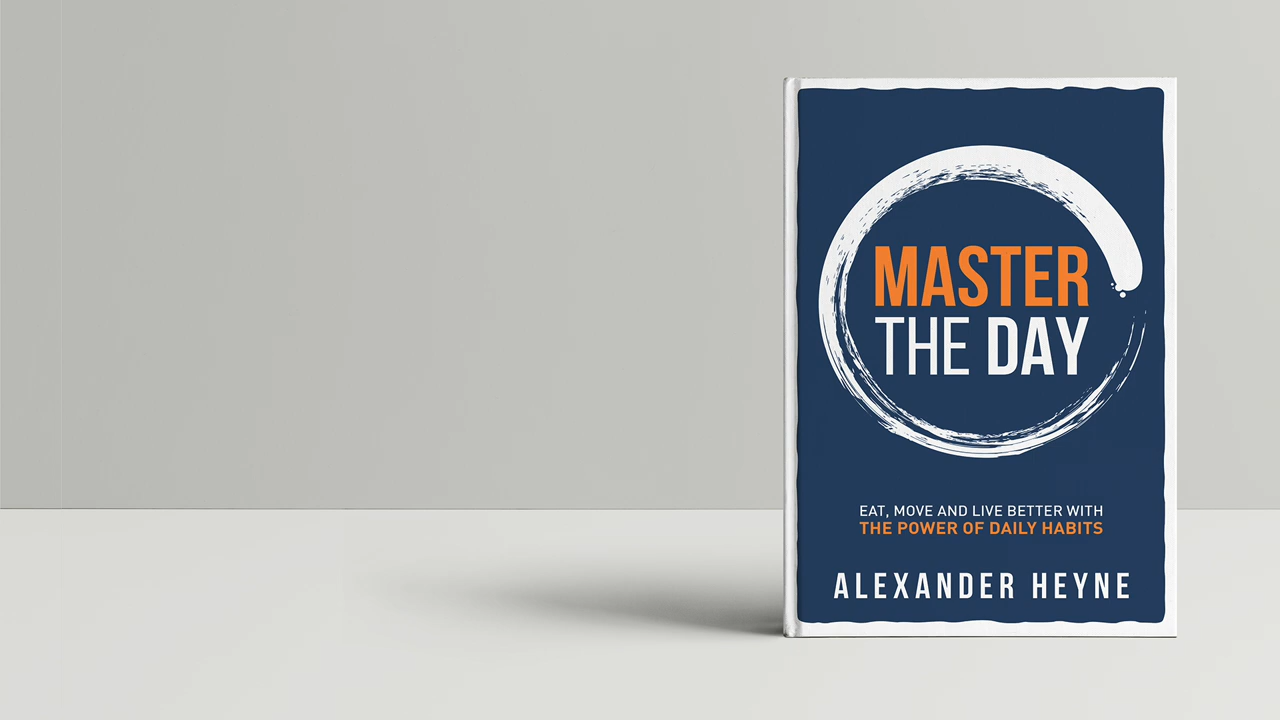 MASTER
THE DAY
EAT, MOVE AND LIVE BETTER WITH
THE POWER OF DAILY HABITS
ALEXANDER HEYNE